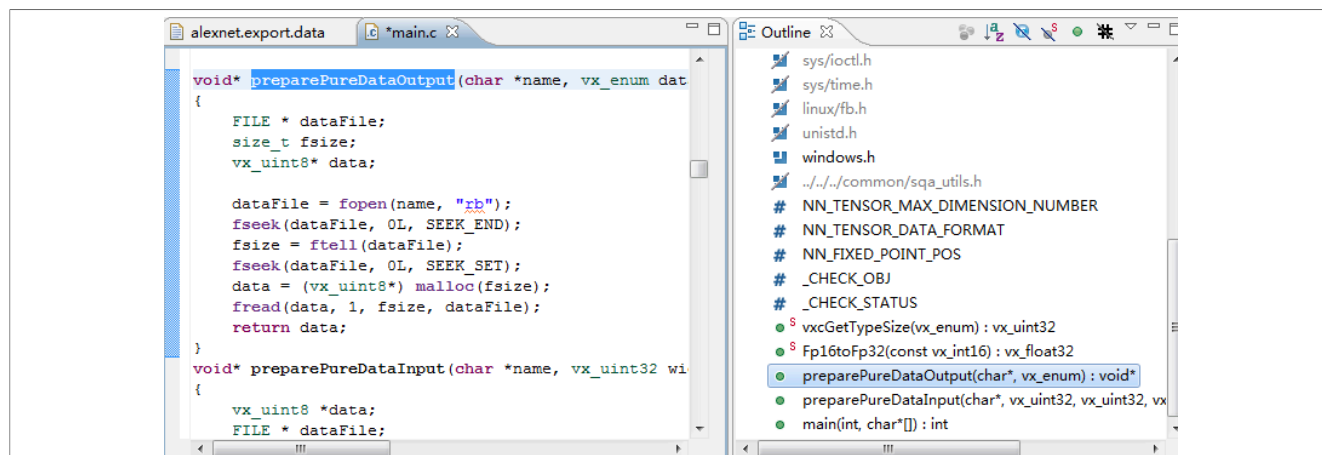 alexnet.export.data
*main.c
void* preparePureDataOutput(char *name, vx_enum dat
{
FILE * dataFile;
size_t fsize;
vx_uint8* data;
dataFile = fopen(name, "rb");
fseek(dataFile, 0L, SEEK_END);
fsize = ftell(dataFile);
fseek(dataFile, 0L, SEEK_SET);
data = (vx_uint8*) malloc(fsize);
fread(data, 1, fsize, dataFile);
return data;
}
void* preparePureDataInput(char *name, vx_uint32 wi
{
vx_uint8 *data;
FILE * dataFile;
Outline
sys/ioctl.h
sys/time.h
linux/fb.h
unistd.h
windows.h
../../../common/sqa_utils.h
# NN_TENSOR_MAX_DIMENSION_NUMBER
# NN_TENSOR_DATA_FORMAT
# NN_FIXED_POINT_POS
# _CHECK_OBJ
# _CHECK_STATUS
S vxcGetTypeSize(vx_enum) : vx_uint32
S Fp16toFp32(const vx_int16) : vx_float32
preparePureDataOutput(char*, vx_enum) : void*
preparePureDataInput(char*, vx_uint32, vx_uint32, vx
main(int, char*[]) : int